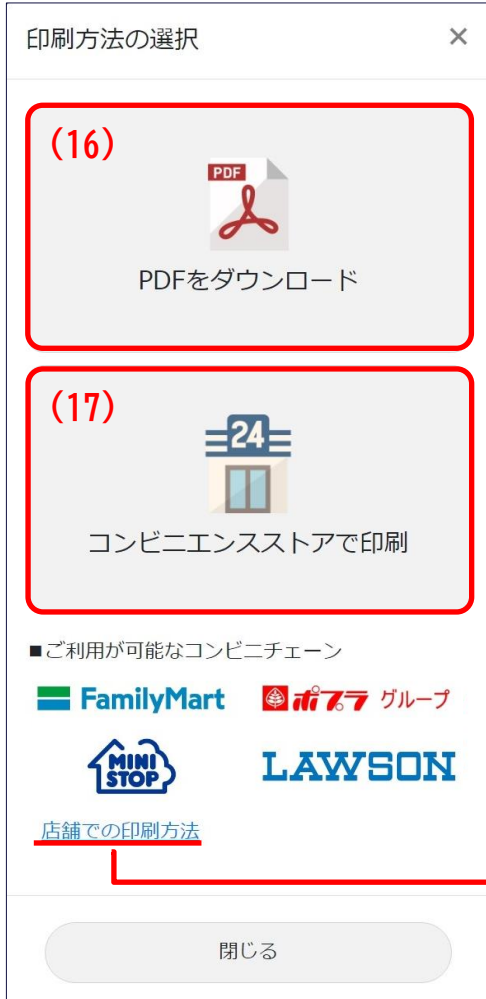 印刷方法の選択 ×
(16)
PDF
PDFをダウンロード
(17)
24
コンビニエンスストアで印刷
■ご利用が可能なコンビニチェーン
FamilyMart ポプラ グループ
MINI STOP LAWSON
店舗での印刷方法
閉じる